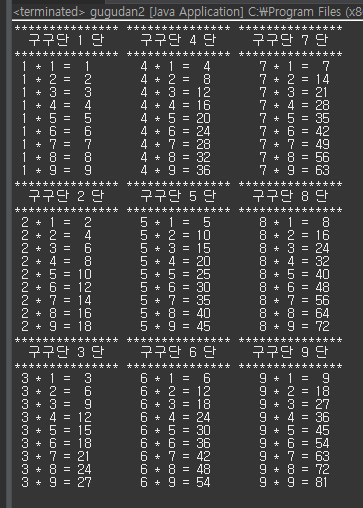 <terminated> gugudan2 [Java Application] C:\Program Files (x8
*************** *************** ***************
구구단 1 단 구구단 4 단 구구단 7 단
*************** *************** ***************
1 * 1 = 1 4 * 1 = 4 7 * 1 = 7
1 * 2 = 2 4 * 2 = 8 7 * 2 = 14
1 * 3 = 3 4 * 3 = 12 7 * 3 = 21
1 * 4 = 4 4 * 4 = 16 7 * 4 = 28
1 * 5 = 5 4 * 5 = 20 7 * 5 = 35
1 * 6 = 6 4 * 6 = 24 7 * 6 = 42
1 * 7 = 7 4 * 7 = 28 7 * 7 = 49
1 * 8 = 8 4 * 8 = 32 7 * 8 = 56
1 * 9 = 9 4 * 9 = 36 7 * 9 = 63
*************** *************** ***************
구구단 2 단 구구단 5 단 구구단 8 단
*************** *************** ***************
2 * 1 = 2 5 * 1 = 5 8 * 1 = 8
2 * 2 = 4 5 * 2 = 10 8 * 2 = 16
2 * 3 = 6 5 * 3 = 15 8 * 3 = 24
2 * 4 = 8 5 * 4 = 20 8 * 4 = 32
2 * 5 = 10 5 * 5 = 25 8 * 5 = 40
2 * 6 = 12 5 * 6 = 30 8 * 6 = 48
2 * 7 = 14 5 * 7 = 35 8 * 7 = 56
2 * 8 = 16 5 * 8 = 40 8 * 8 = 64
2 * 9 = 18 5 * 9 = 45 8 * 9 = 72
*************** *************** ***************
구구단 3 단 구구단 6 단 구구단 9 단
*************** *************** ***************
3 * 1 = 3 6 * 1 = 6 9 * 1 = 9
3 * 2 = 6 6 * 2 = 12 9 * 2 = 18
3 * 3 = 9 6 * 3 = 18 9 * 3 = 27
3 * 4 = 12 6 * 4 = 24 9 * 4 = 36
3 * 5 = 15 6 * 5 = 30 9 * 5 = 45
3 * 6 = 18 6 * 6 = 36 9 * 6 = 54
3 * 7 = 21 6 * 7 = 42 9 * 7 = 63
3 * 8 = 24 6 * 8 = 48 9 * 8 = 72
3 * 9 = 27 6 * 9 = 54 9 * 9 = 81